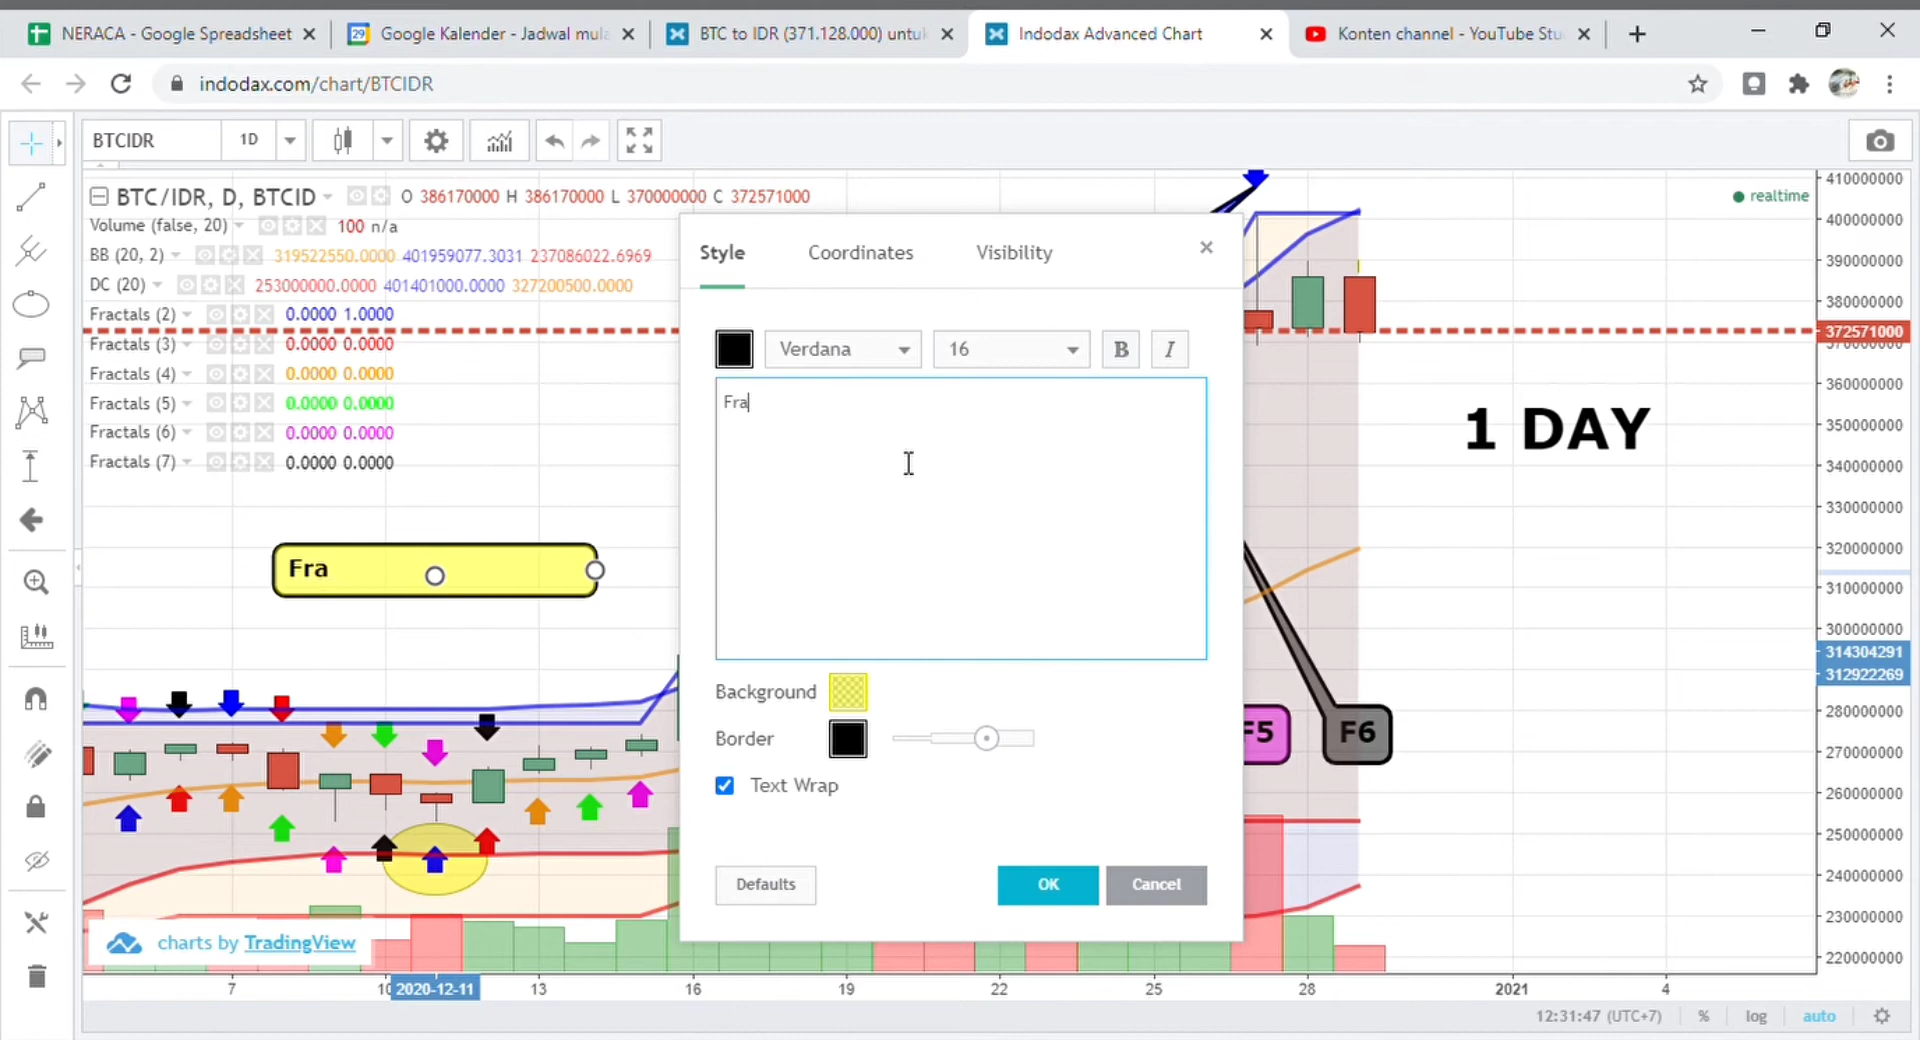 NERACA - Google Spreadsheet
Google Kalender - Jadwal mula
BTC to IDR (371.128.000) untuk
Indodax Advanced Chart
Konten channel - YouTube Stu
indodax.com/chart/BTCIDR
BTCIDR
1D
BTC/IDR, D, BTCID
O 386170000 H 386170000 L 370000000 C 372571000
realtime
Volume (false, 20)
100 n/a
BB (20, 2)
319522550.0000 401959077.3031 237086022.6969
DC (20)
253000000.0000 401401000.0000 327200500.0000
Fractals (2)
0.0000 1.0000
Fractals (3)
0.0000 0.0000
Fractals (4)
0.0000 0.0000
Fractals (5)
0.0000 0.0000
Fractals (6)
0.0000 0.0000
Fractals (7)
0.0000 0.0000
Style
Coordinates
Visibility
Verdana
16
B
I
Fra
Background
Border
Text Wrap
Defaults
OK
Cancel
Fra
1 DAY
F5
F6
410000000
400000000
390000000
380000000
372571000
370000000
360000000
350000000
340000000
330000000
320000000
310000000
300000000
314304291
312922269
280000000
270000000
260000000
250000000
240000000
230000000
220000000
charts by TradingView
7
10
2020-12-11
13
16
19
22
25
28
2021
4
12:31:47 (UTC+7)
%
log
auto